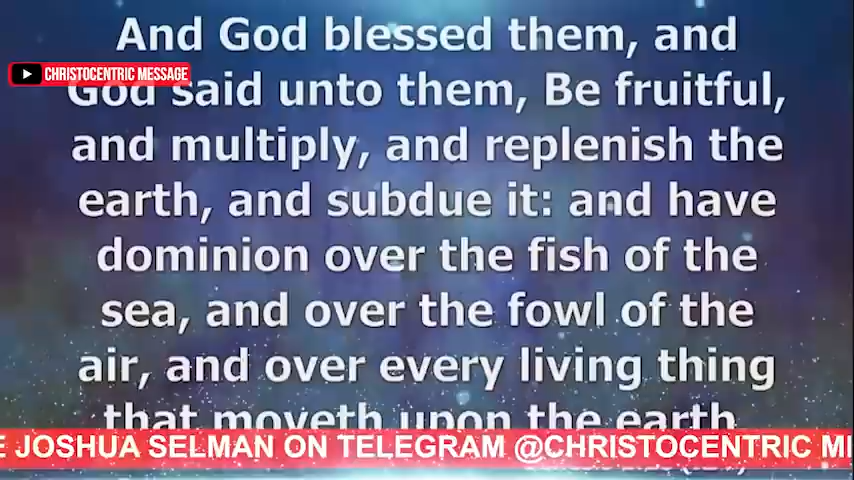 And God blessed them, and
CHRISTOCENTRIC MESSAGE
God said unto them, Be fruitful,
and multiply, and replenish the
earth, and subdue it: and have
dominion over the fish of the
sea, and over the fowl of the
air, and over every living thing
that moveth upon the earth
JOSHUA SELMAN ON TELEGRAM @CHRISTOCENTRIC